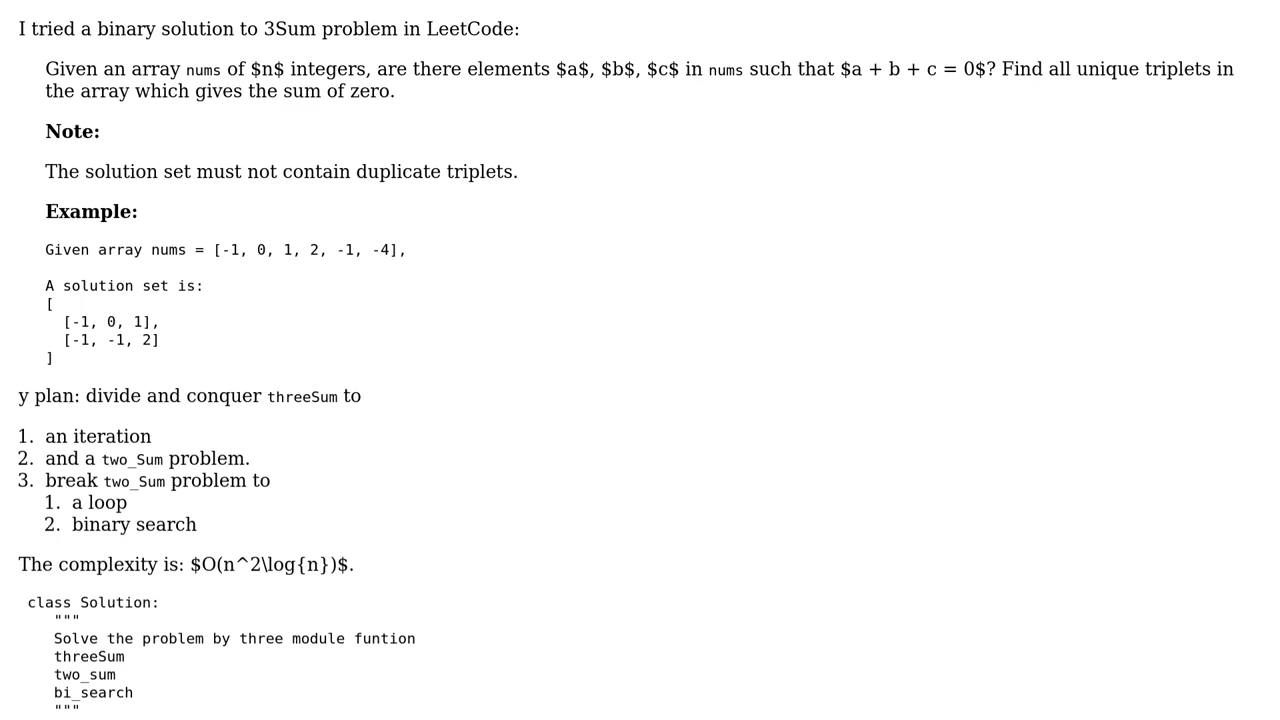 I tried a binary solution to 3Sum problem in LeetCode:
Given an array nums of $n$ integers, are there elements $a$, $b$, $c$ in nums such that $a + b + c = 0$? Find all unique triplets in
the array which gives the sum of zero.
Note:
The solution set must not contain duplicate triplets.
Example:
Given array nums = [-1, 0, 1, 2, -1, -4],
A solution set is:
[
  [-1, 0, 1],
  [-1, -1, 2]
]
y plan: divide and conquer threeSum to
1. an iteration
2. and a two_Sum problem.
3. break two_Sum problem to
1. a loop
2. binary search
The complexity is: $O(n^2\log{n})$.
class Solution:
"""
Solve the problem by three module funtion
threeSum
two_sum
bi_search
"""